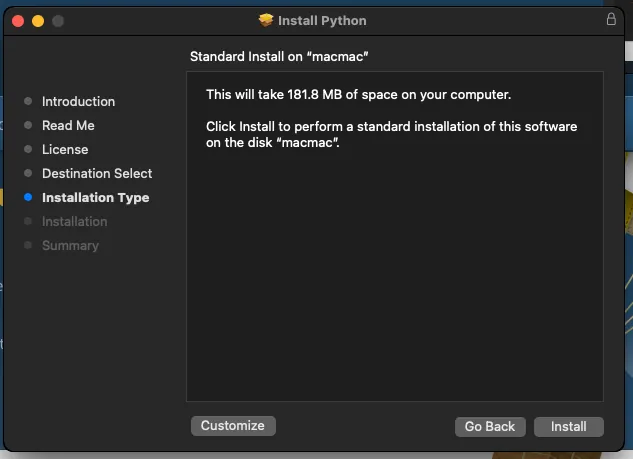 Install Python
Standard Install on “macmac”
Introduction
Read Me
License
Destination Select
Installation Type
Installation
Summary
This will take 181.8 MB of space on your computer.
Click Install to perform a standard installation of this software
on the disk “macmac”.
Customize
Go Back
Install